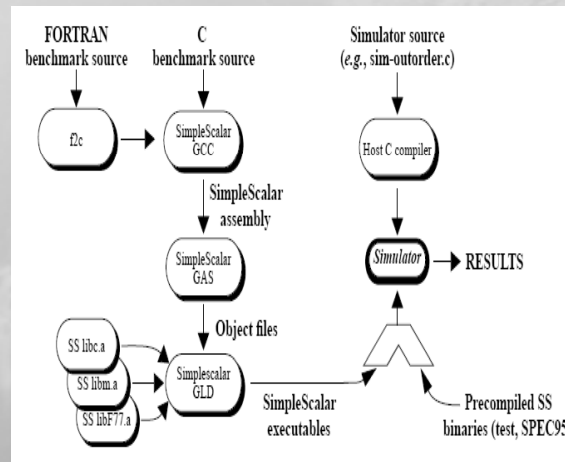 FORTRAN
benchmark source
C
benchmark source
Simulator source
(e.g., sim-outorder.c)
f2c
SimpleScalar
GCC
Host C compiler
SimpleScalar
assembly
SimpleScalar
GAS
Simulator
RESULTS
Object files
SS libc.a
SS libm.a
SS libF77.a
Simplescalar
GLD
SimpleScalar
executables
Precompiled SS
binaries (test, SPEC95